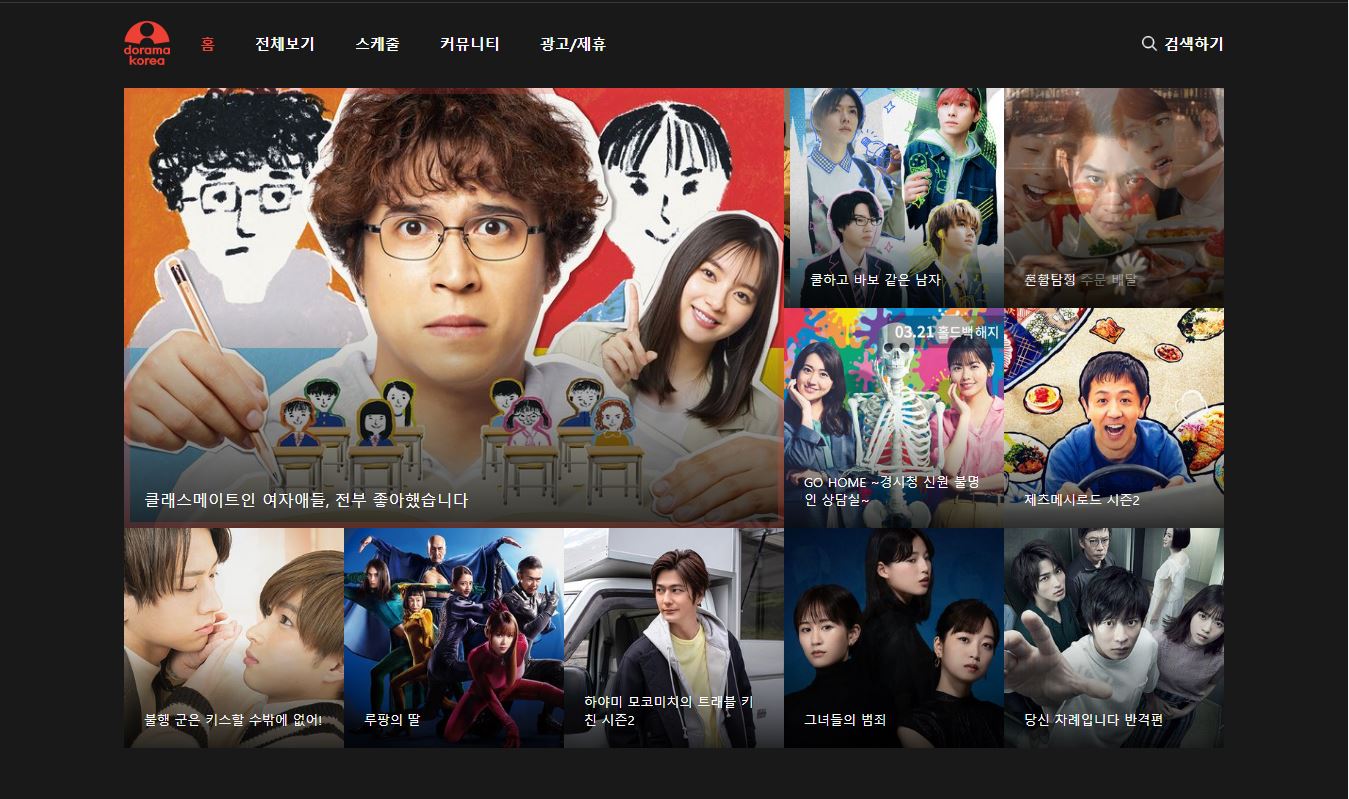 dorama
korea
홈
전체보기
스케줄
커뮤니티
광고/제휴
검색하기
클래스메이트인 여자애들, 전부 좋아했습니다
쿨하고 바보 같은 남자
혼활탐정 주문 배달
03.21 홀드백 해지
GO HOME ~경시청 신원 불명
인 상담실~
제츠메시로드 시즌2
불행 군은 키스할 수밖에 없어!
루팡의 딸
하야미 모코미치의 트래블 키
친 시즌2
그녀들의 범죄
당신 차례입니다 반격편